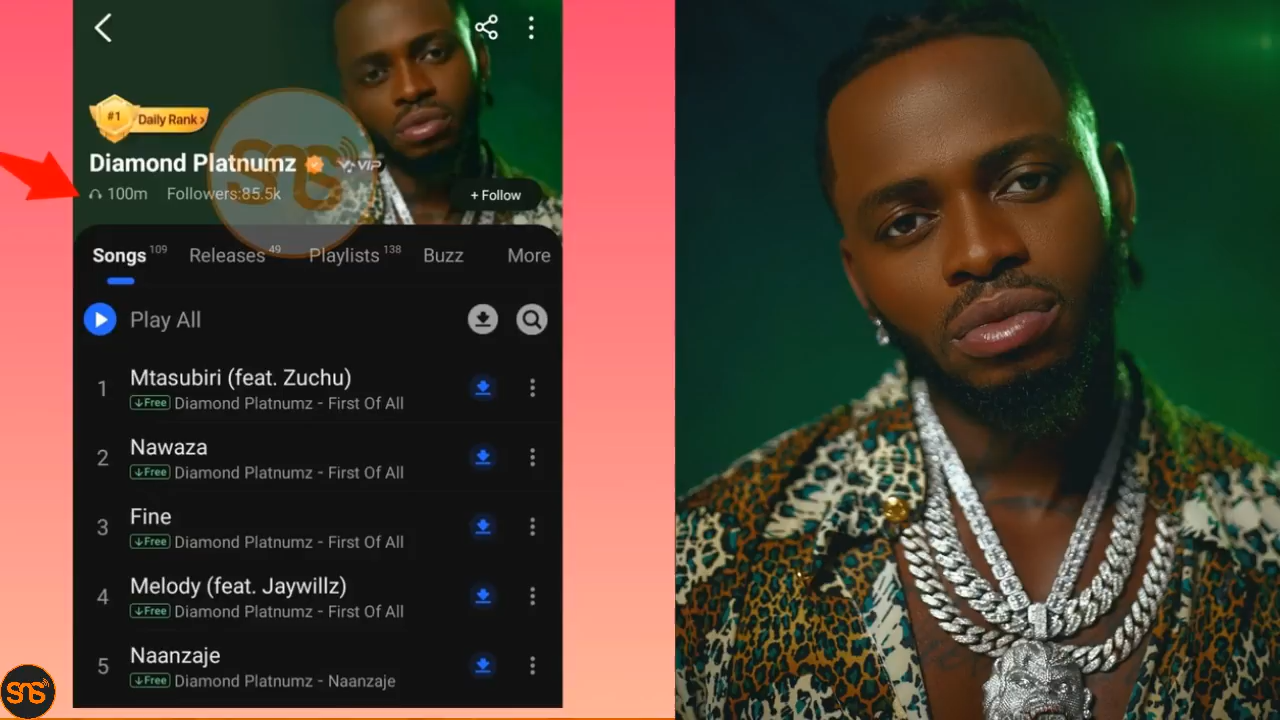 #1 Daily Rank
Diamond Platnumz VIP
100m Followers:85.5k
+ Follow
Songs 109 Releases 49 Playlists 138 Buzz More
Play All
1 Mtasubiri (feat. Zuchu)
Free Diamond Platnumz - First Of All
2 Nawaza
Free Diamond Platnumz - First Of All
3 Fine
Free Diamond Platnumz - First Of All
4 Melody (feat. Jaywillz)
Free Diamond Platnumz - First Of All
5 Naanzaje
Free Diamond Platnumz - Naanzaje
SNS
SNS